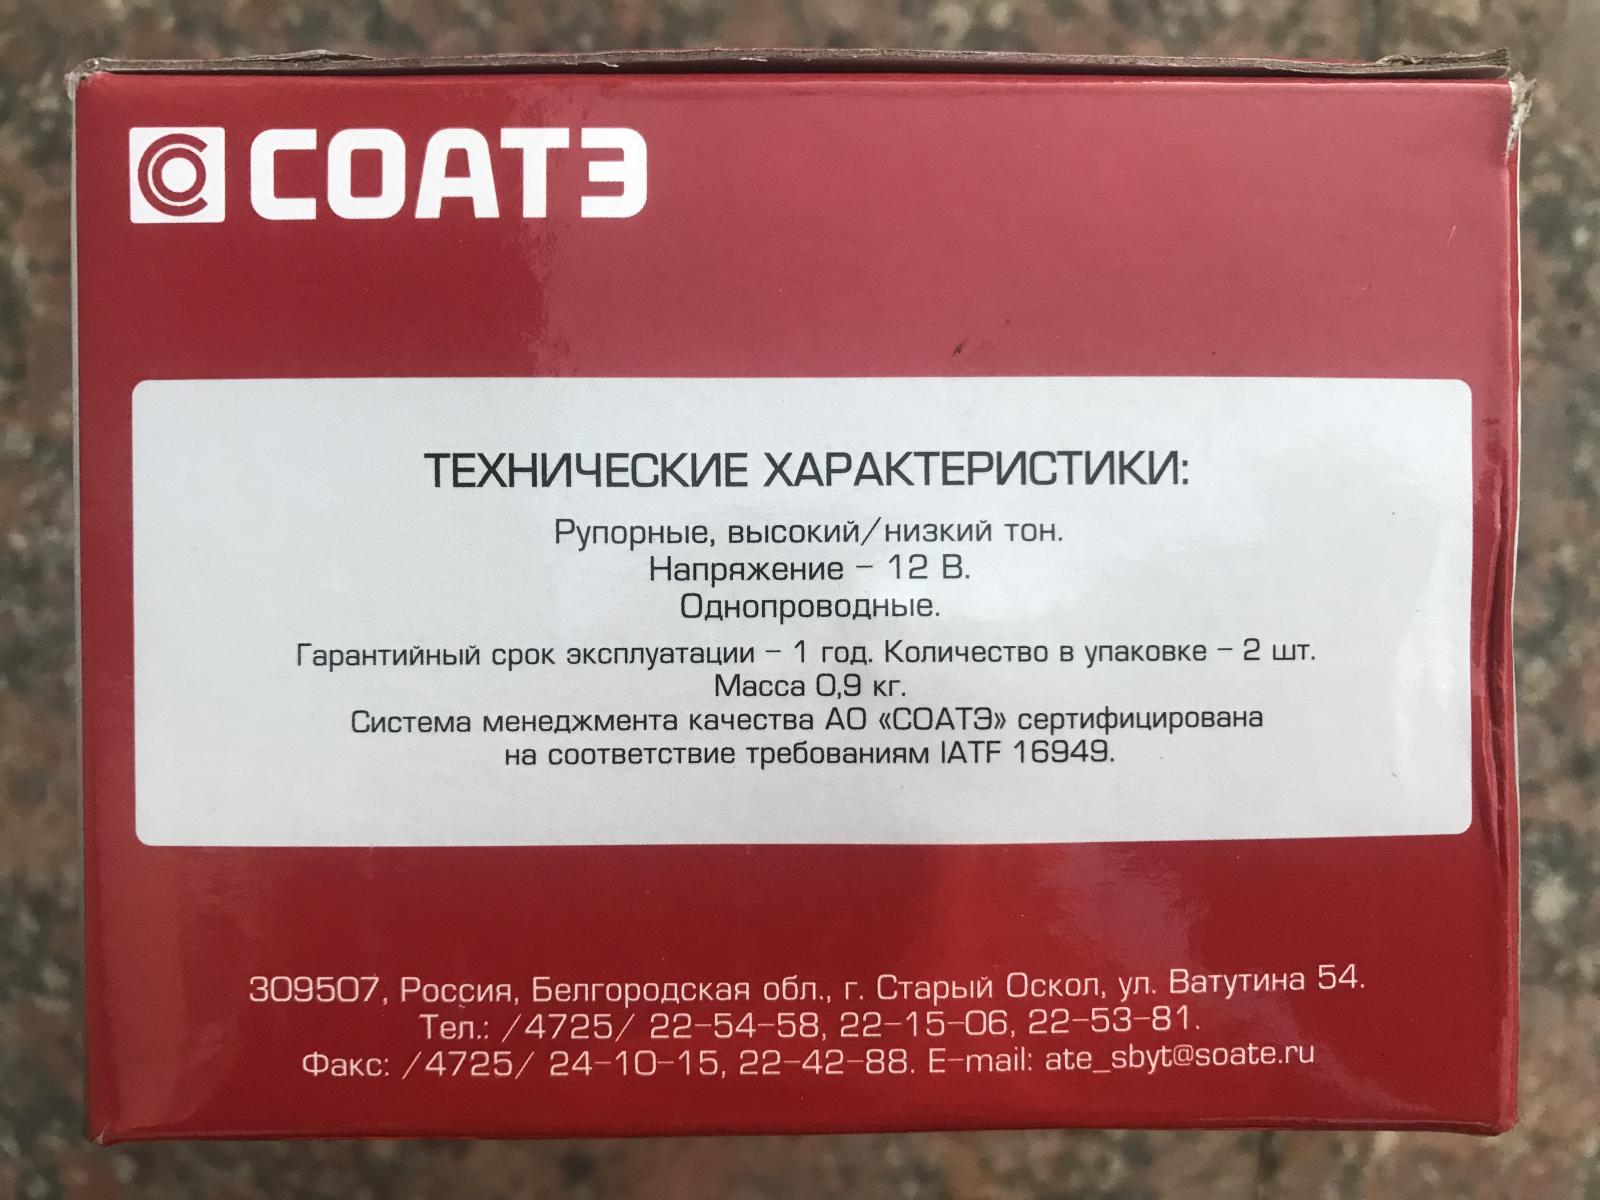 СОАТЭ
ТЕХНИЧЕСКИЕ ХАРАКТЕРИСТИКИ:
Рупорные, высокий/низкий тон.
Напряжение – 12 В.
Однопроводные.
Гарантийный срок эксплуатации – 1 год. Количество в упаковке – 2 шт.
Масса 0,9 кг.
Система менеджмента качества АО «СОАТЭ» сертифицирована
на соответствие требованиям IATF 16949.
309507, Россия, Белгородская обл., г. Старый Оскол, ул. Ватутина 54.
Тел.: /4725/ 22-54-58, 22-15-06, 22-53-81.
Факс: /4725/ 24-10-15, 22-42-88. E-mail: ate_sbyt@soate.ru